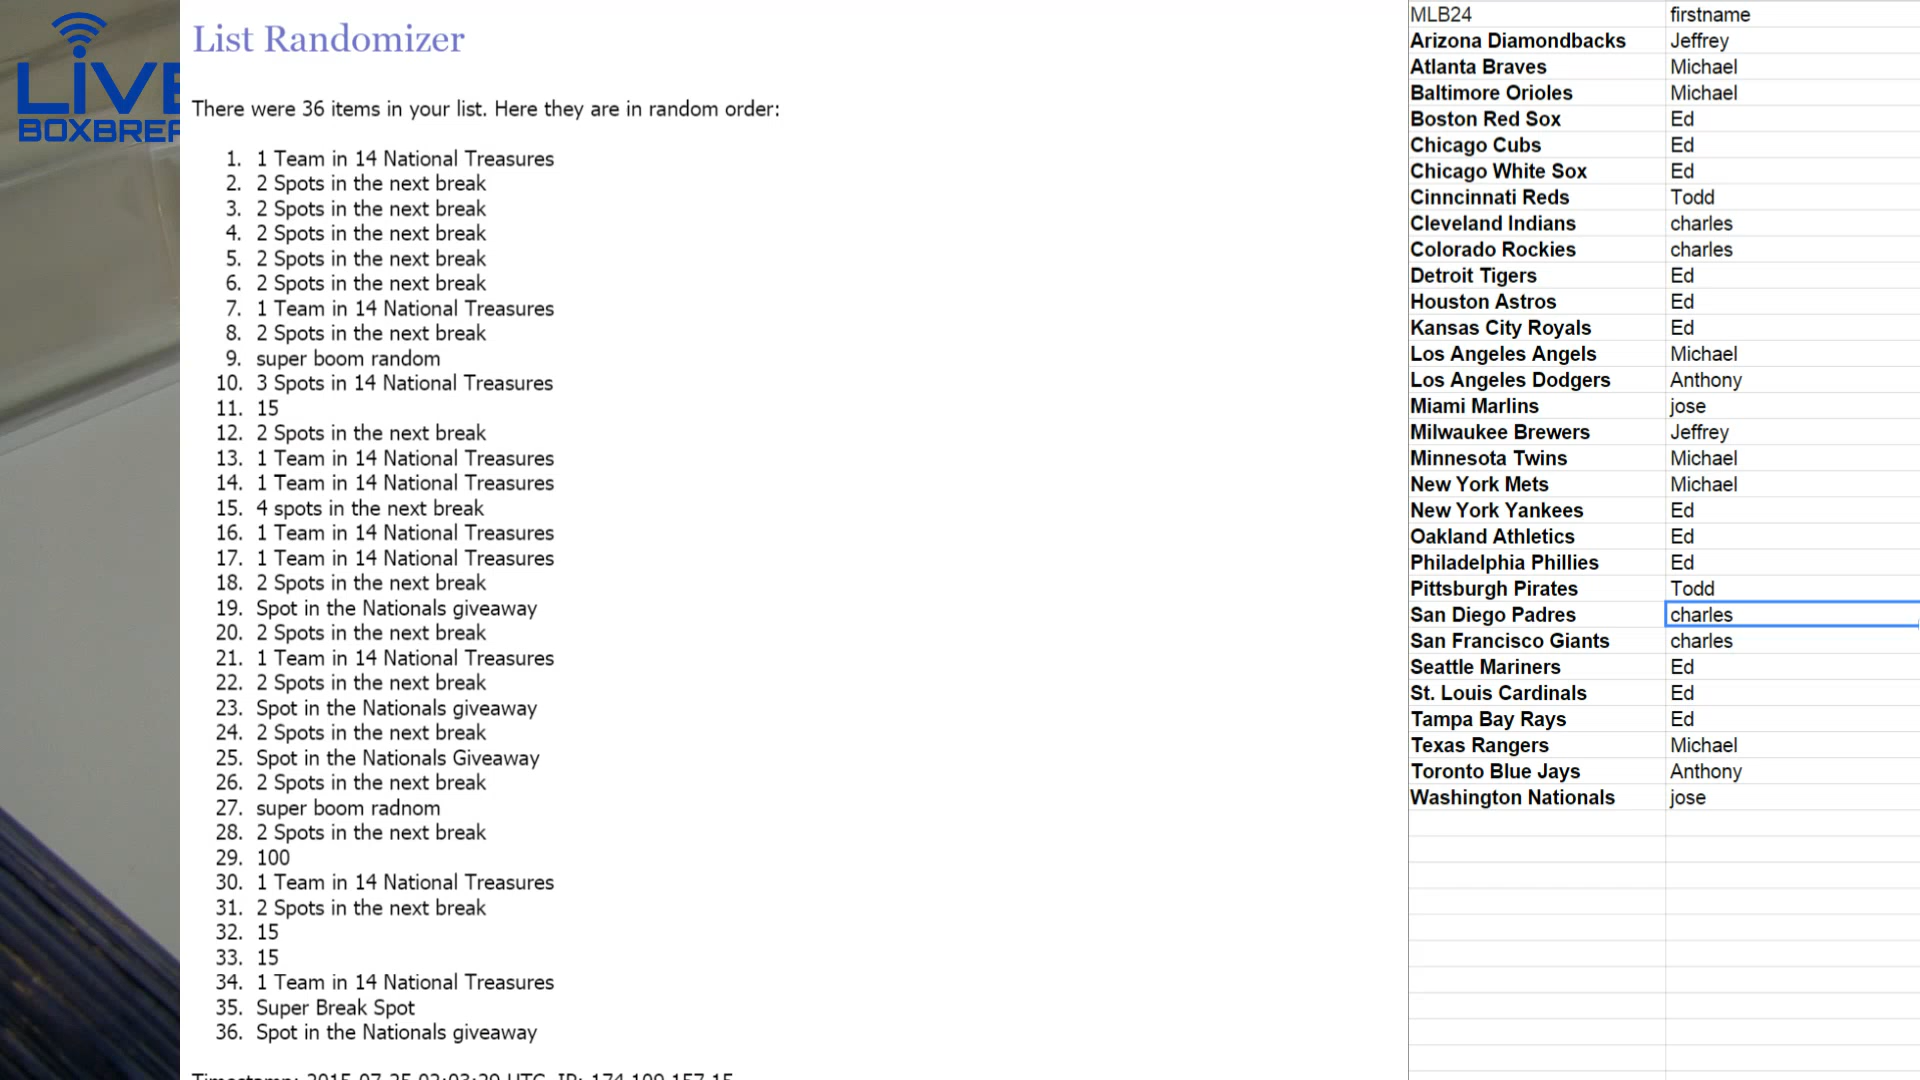 LiVE
BOXBREA
List Randomizer
There were 36 items in your list. Here they are in random order:
1. 1 Team in 14 National Treasures
2. 2 Spots in the next break
3. 2 Spots in the next break
4. 2 Spots in the next break
5. 2 Spots in the next break
6. 2 Spots in the next break
7. 1 Team in 14 National Treasures
8. 2 Spots in the next break
9. super boom random
10. 3 Spots in 14 National Treasures
11. 15
12. 2 Spots in the next break
13. 1 Team in 14 National Treasures
14. 1 Team in 14 National Treasures
15. 4 spots in the next break
16. 1 Team in 14 National Treasures
17. 1 Team in 14 National Treasures
18. 2 Spots in the next break
19. Spot in the Nationals giveaway
20. 2 Spots in the next break
21. 1 Team in 14 National Treasures
22. 2 Spots in the next break
23. Spot in the Nationals giveaway
24. 2 Spots in the next break
25. Spot in the Nationals Giveaway
26. 2 Spots in the next break
27. super boom radnom
28. 2 Spots in the next break
29. 100
30. 1 Team in 14 National Treasures
31. 2 Spots in the next break
32. 15
33. 15
34. 1 Team in 14 National Treasures
35. Super Break Spot
36. Spot in the Nationals giveaway
Timestamp: 2015-07-25 02:03:29 UTC. IP: 174.109.157.15
MLB24 firstname
Arizona Diamondbacks Jeffrey
Atlanta Braves Michael
Baltimore Orioles Michael
Boston Red Sox Ed
Chicago Cubs Ed
Chicago White Sox Ed
Cinncinnati Reds Todd
Cleveland Indians charles
Colorado Rockies charles
Detroit Tigers Ed
Houston Astros Ed
Kansas City Royals Ed
Los Angeles Angels Michael
Los Angeles Dodgers Anthony
Miami Marlins jose
Milwaukee Brewers Jeffrey
Minnesota Twins Michael
New York Mets Michael
New York Yankees Ed
Oakland Athletics Ed
Philadelphia Phillies Ed
Pittsburgh Pirates Todd
San Diego Padres charles
San Francisco Giants charles
Seattle Mariners Ed
St. Louis Cardinals Ed
Tampa Bay Rays Ed
Texas Rangers Michael
Toronto Blue Jays Anthony
Washington Nationals jose